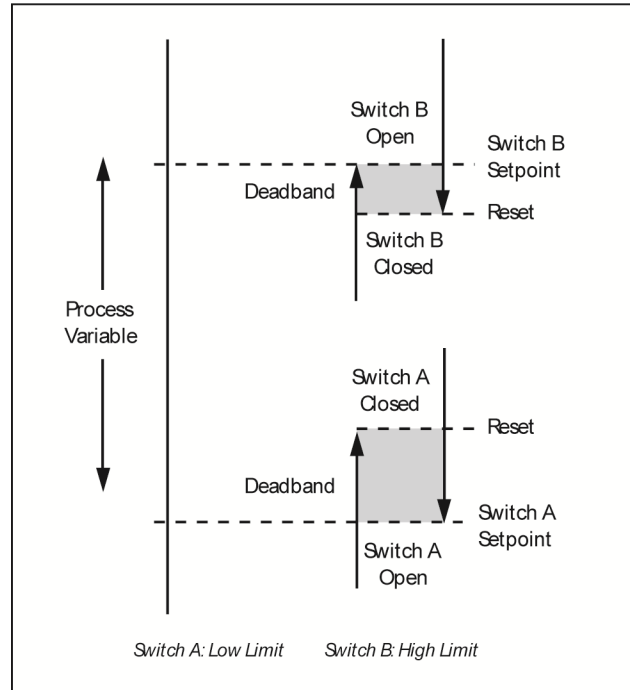 Switch B
Open
Switch B
Setpoint
Deadband
Reset
Switch B
Closed
Process
Variable
Switch A
Closed
Reset
Deadband
Switch A
Setpoint
Switch A
Open
Switch A: Low Limit
Switch B: High Limit